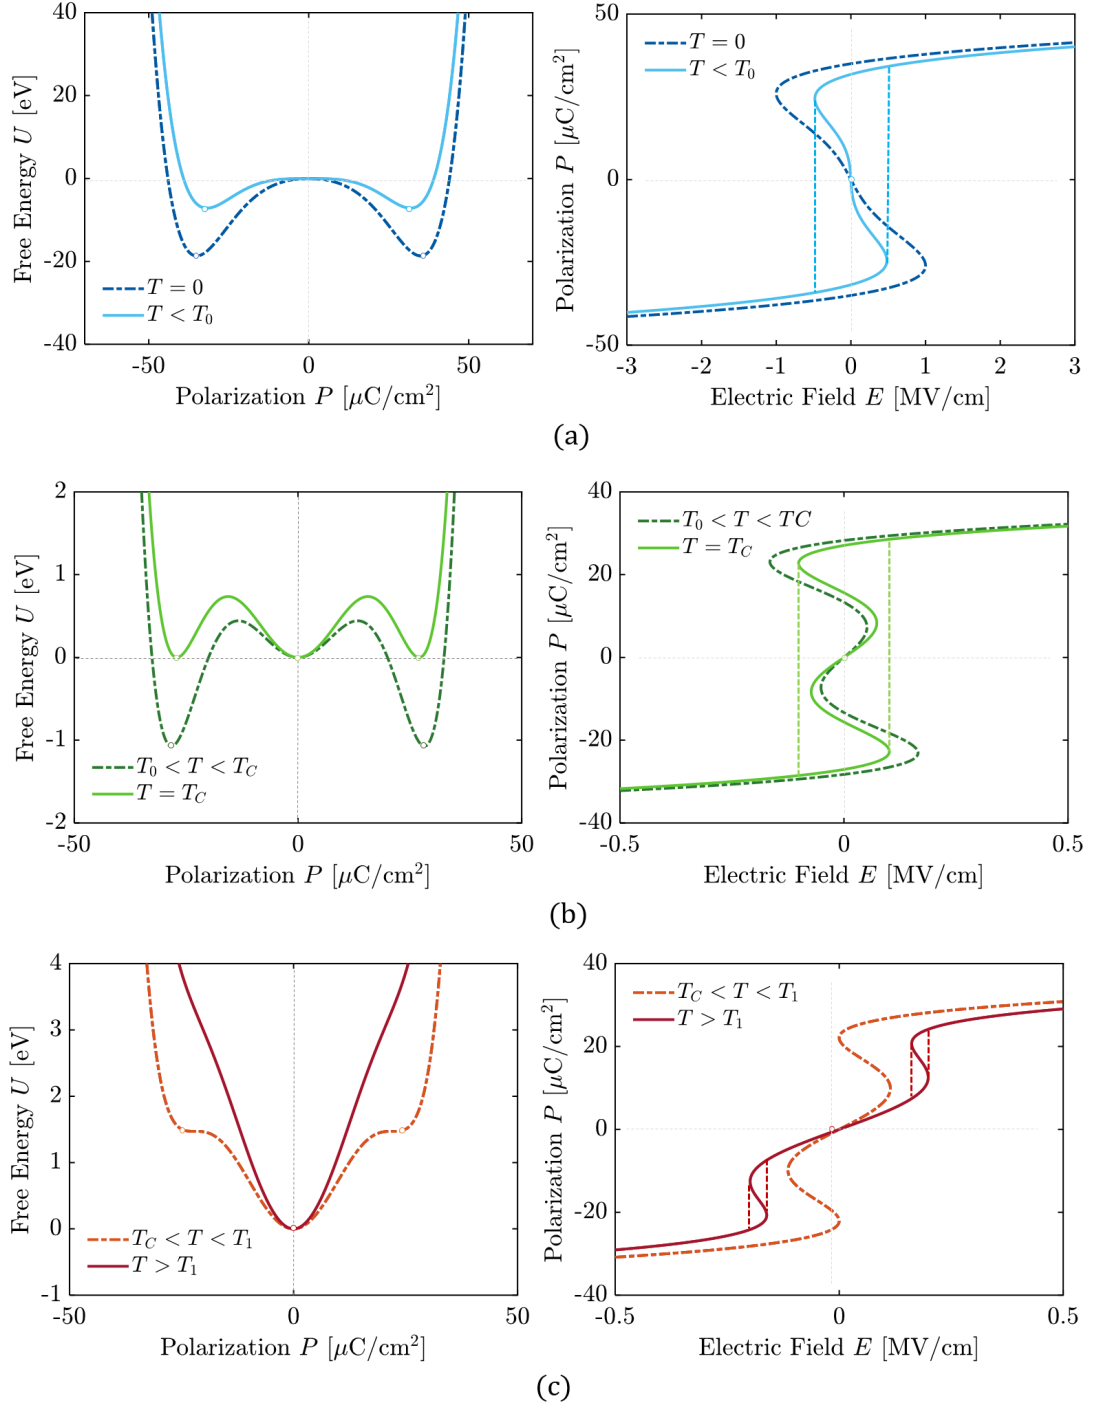 40
20
0
-20
-40
-50
0
50
Free Energy U [eV]
Polarization P [μC/cm²]
T = 0
T < T₀
50
0
-50
-3
-2
-1
0
1
2
3
Polarization P [μC/cm²]
Electric Field E [MV/cm]
T = 0
T < T₀
(a)
2
1
0
-1
-2
-50
0
50
Free Energy U [eV]
Polarization P [μC/cm²]
T₀ < T < T_C
T = T_C
40
20
0
-20
-40
-0.5
0
0.5
Polarization P [μC/cm²]
Electric Field E [MV/cm]
T₀ < T < TC
T = T_C
(b)
4
3
2
1
0
-1
-50
0
50
Free Energy U [eV]
Polarization P [μC/cm²]
T_C < T < T₁
T > T₁
40
20
0
-20
-40
-0.5
0
0.5
Polarization P [μC/cm²]
Electric Field E [MV/cm]
T_C < T < T₁
T > T₁
(c)